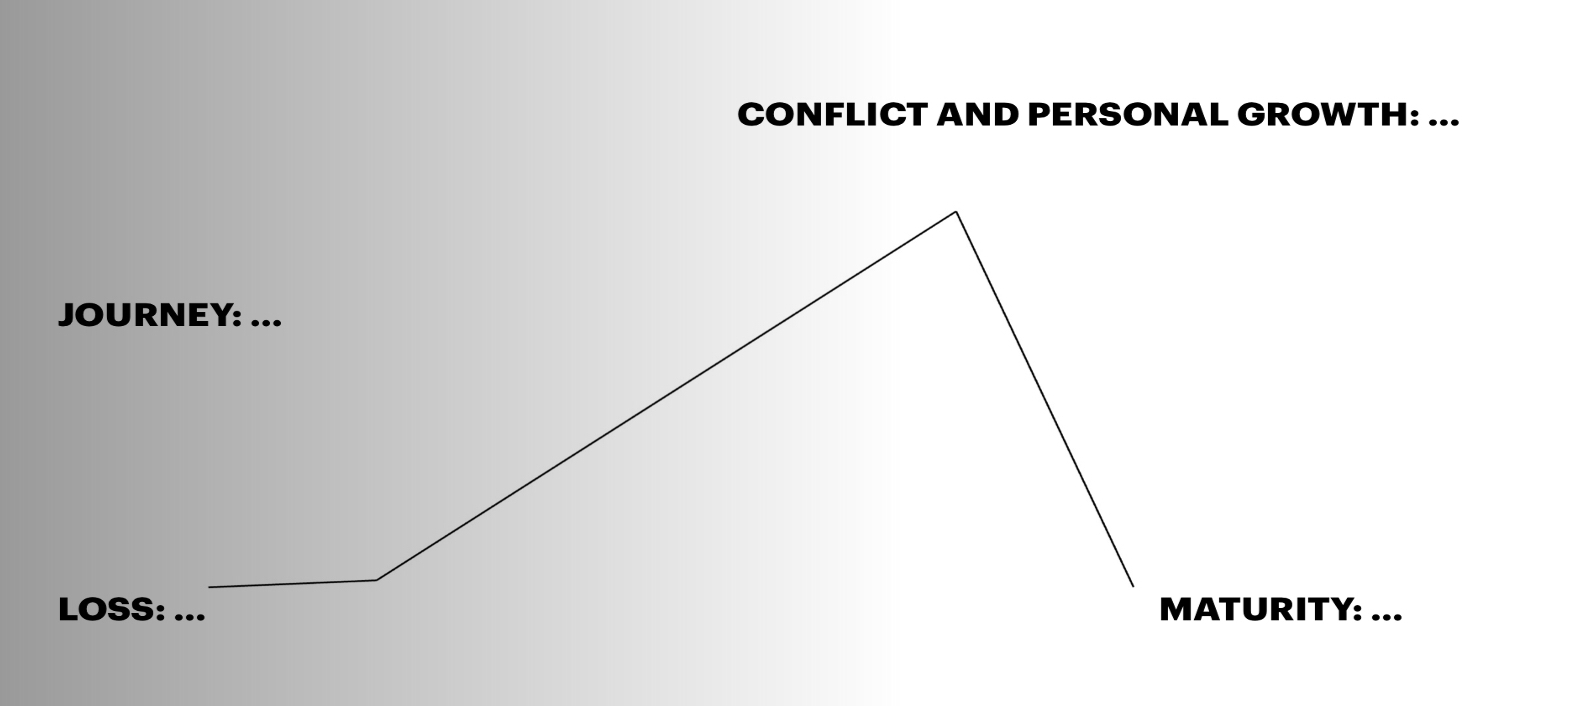 CONFLICT AND PERSONAL GROWTH: ...
JOURNEY: ...
LOSS: ...
MATURITY: ...